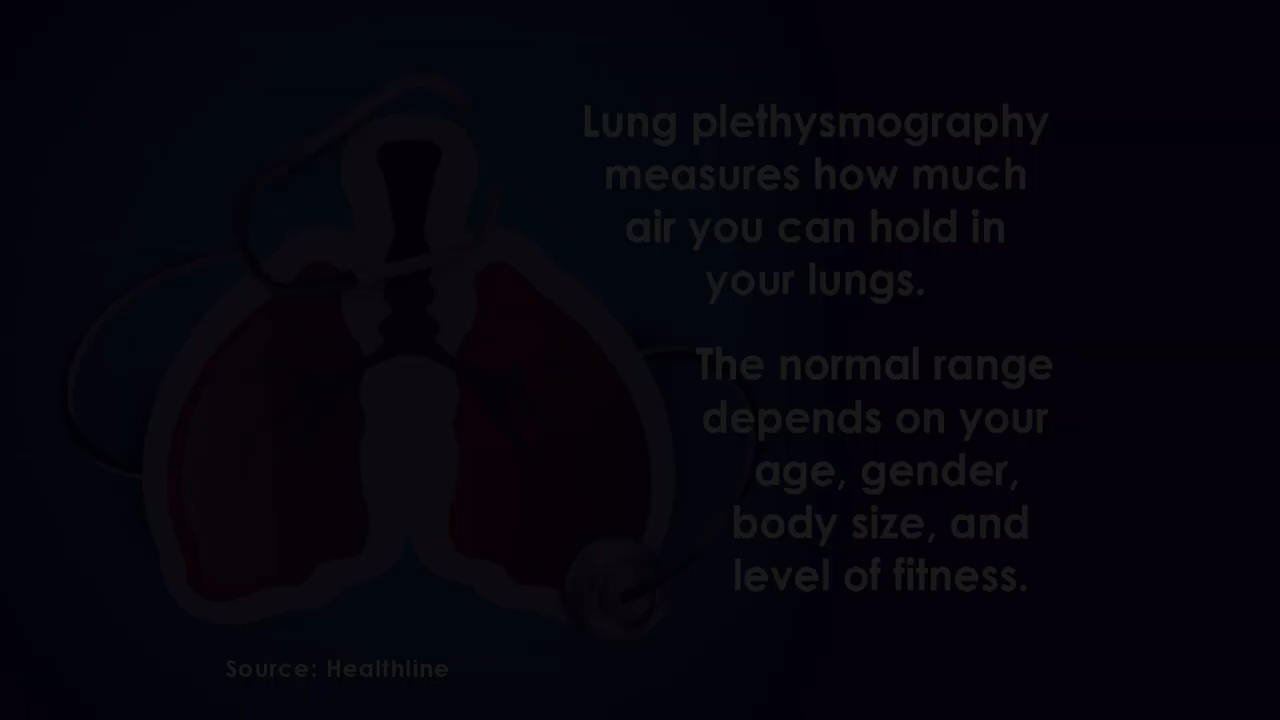 Lung plethysmography
measures how much
air you can hold in
your lungs.
The normal range
depends on your
age, gender,
body size, and
level of fitness.
Source: Healthline